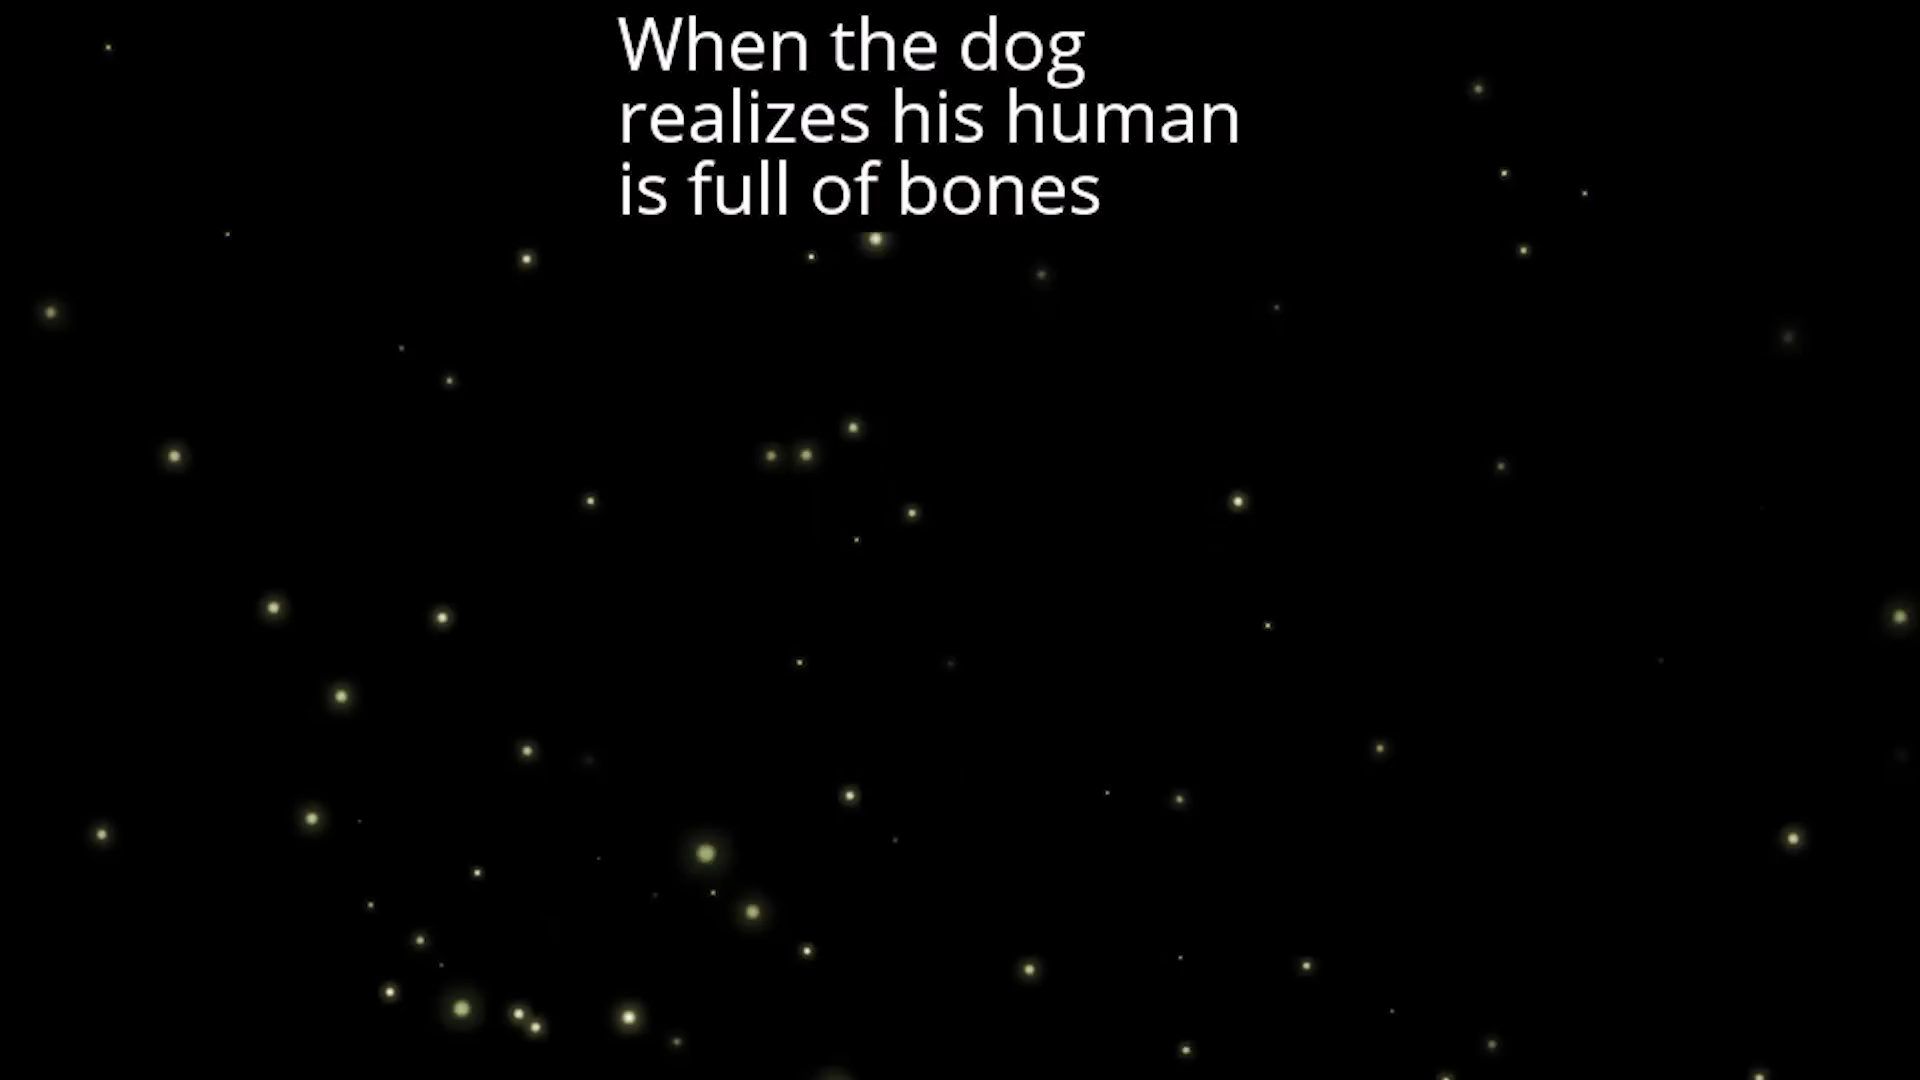 When the dog
realizes his human
is full of bones